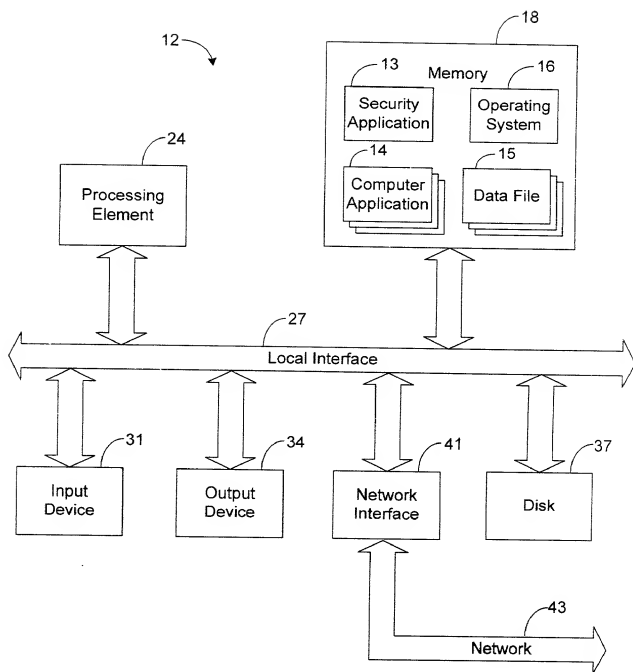 18
12
13
Memory
16
Security
Application
Operating
System
24
14
15
Processing
Element
Computer
Application
Data File
27
Local Interface
31
34
41
37
Input
Device
Output
Device
Network
Interface
Disk
43
Network